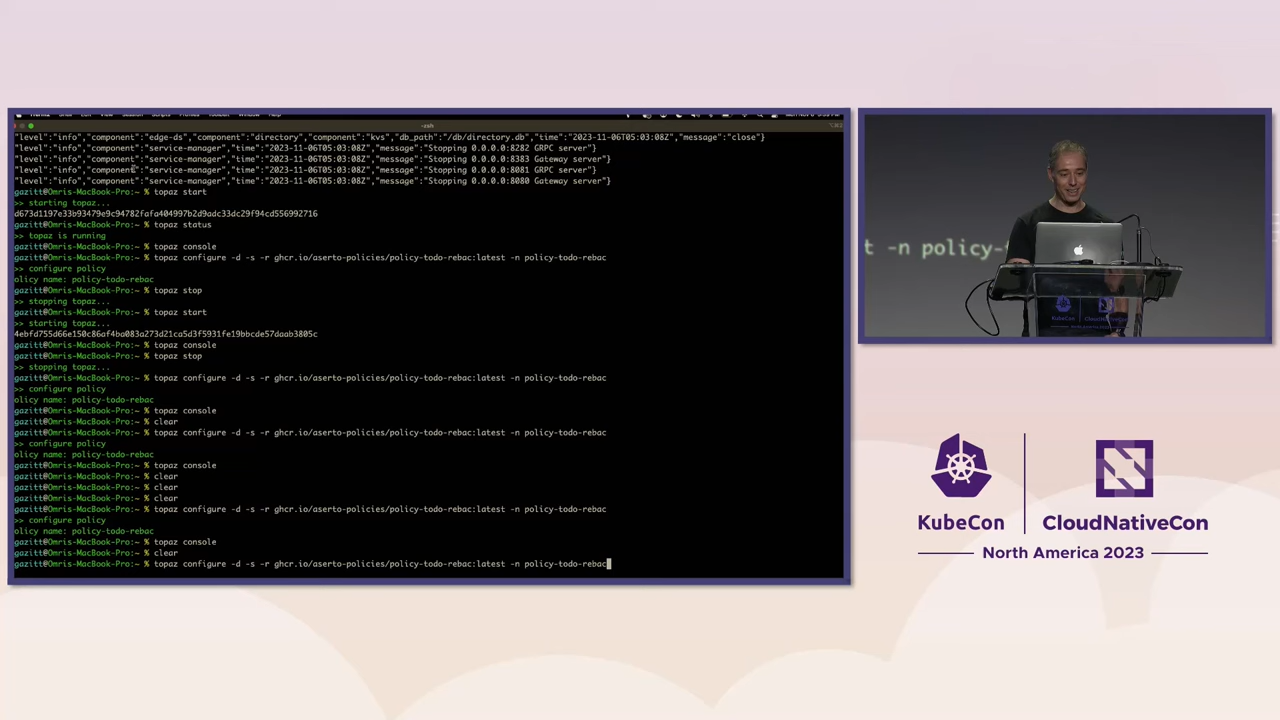 -zsh
"level":"info","component":"edge-ds","component":"directory","component":"kvs","db_path":"/db/directory.db","time":"2023-11-06T05:03:08Z","message":"close"}
"level":"info","component":"service-manager","time":"2023-11-06T05:03:08Z","message":"Stopping 0.0.0.0:8282 GRPC server"}
"level":"info","component":"service-manager","time":"2023-11-06T05:03:08Z","message":"Stopping 0.0.0.0:8383 Gateway server"}
"level":"info","component":"service-manager","time":"2023-11-06T05:03:08Z","message":"Stopping 0.0.0.0:8081 GRPC server"}
"level":"info","component":"service-manager","time":"2023-11-06T05:03:08Z","message":"Stopping 0.0.0.0:8080 Gateway server"}
gazitt@Omris-MacBook-Pro:~ % topaz start
>> starting topaz...
d673d1197e33b93479e9c94782fafa404997b2d9adc33dc29f94cd556992716
gazitt@Omris-MacBook-Pro:~ % topaz status
>> topaz is running
gazitt@Omris-MacBook-Pro:~ % topaz console
gazitt@Omris-MacBook-Pro:~ % topaz configure -d -s -r ghcr.io/aserto-policies/policy-todo-rebac:latest -n policy-todo-rebac
>> configure policy
olicy name: policy-todo-rebac
gazitt@Omris-MacBook-Pro:~ % topaz stop
>> stopping topaz...
gazitt@Omris-MacBook-Pro:~ % topaz start
>> starting topaz...
4ebfd755d66e150c86af4ba083a273d21ca5d3f5931fe19bbcde57daab3805c
gazitt@Omris-MacBook-Pro:~ % topaz console
gazitt@Omris-MacBook-Pro:~ % topaz stop
>> stopping topaz...
gazitt@Omris-MacBook-Pro:~ % topaz configure -d -s -r ghcr.io/aserto-policies/policy-todo-rebac:latest -n policy-todo-rebac
>> configure policy
olicy name: policy-todo-rebac
gazitt@Omris-MacBook-Pro:~ % topaz console
gazitt@Omris-MacBook-Pro:~ % clear
gazitt@Omris-MacBook-Pro:~ % topaz configure -d -s -r ghcr.io/aserto-policies/policy-todo-rebac:latest -n policy-todo-rebac
>> configure policy
olicy name: policy-todo-rebac
gazitt@Omris-MacBook-Pro:~ % topaz console
gazitt@Omris-MacBook-Pro:~ % clear
gazitt@Omris-MacBook-Pro:~ % clear
gazitt@Omris-MacBook-Pro:~ % clear
gazitt@Omris-MacBook-Pro:~ % topaz configure -d -s -r ghcr.io/aserto-policies/policy-todo-rebac:latest -n policy-todo-rebac
>> configure policy
olicy name: policy-todo-rebac
gazitt@Omris-MacBook-Pro:~ % topaz console
gazitt@Omris-MacBook-Pro:~ % clear
gazitt@Omris-MacBook-Pro:~ % topaz configure -d -s -r ghcr.io/aserto-policies/policy-todo-rebac:latest -n policy-todo-rebac
t -n policy-
KubeCon
CloudNativeCon
KubeCon
CloudNativeCon
North America 2023